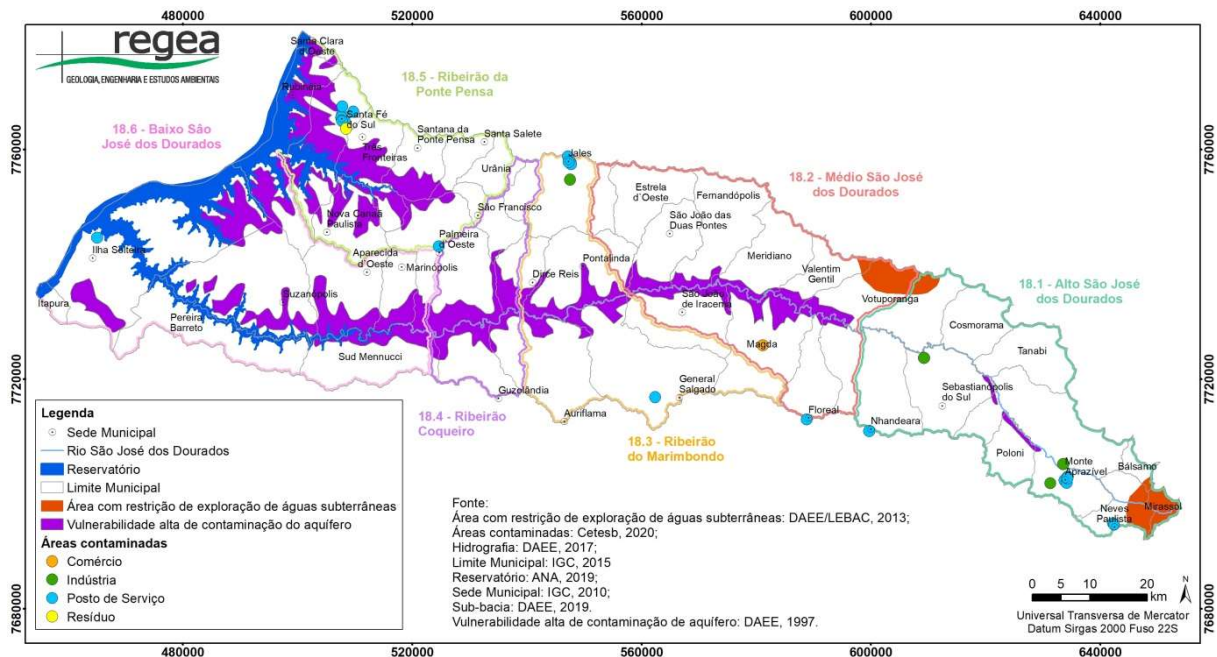 480000
520000
560000
600000
640000
regea
GEOLOGIA, ENGENHARIA E ESTUDOS AMBIENTAIS
7760000
7720000
7680000
7760000
7720000
7680000
Santa Clara
d'Oeste
Rubinéia
18.5 - Ribeirão da
Ponte Pensa
Santa Fé
do Sul
18.6 - Baixo São
José dos Dourados
Três
Fronteiras
Santana da
Ponte Pensa
Santa Salete
Urânia
Jales
18.2 - Médio São José
dos Dourados
Estrela
d'Oeste
Fernandópolis
São João das
Duas Pontes
Nova Canaã
Paulista
São Francisco
Palmeira
d'Oeste
Ilha Solteira
Aparecida
d'Oeste
Marinópolis
Dirce Reis
Pontalinda
Meridiano
Valentim
Gentil
Votuporanga
18.1 - Alto São José
dos Dourados
Itapura
Suzanápolis
Pereira
Barreto
São João
de Iracema
Cosmorama
Tanabi
Magda
Sud Mennucci
Guzolândia
General
Salgado
Sebastianópolis
do Sul
Auriflama
18.4 - Ribeirão
Coqueiro
18.3 - Ribeirão
do Marimbondo
Floreal
Nhandeara
Poloni
Monte
Aprazível
Bálsamo
Neves
Paulista
Mirassol
Legenda
Sede Municipal
Rio São José dos Dourados
Reservatório
Limite Municipal
Área com restrição de exploração de águas subterrâneas
Vulnerabilidade alta de contaminação do aquífero
Áreas contaminadas
Comércio
Indústria
Posto de Serviço
Resíduo
Fonte:
Área com restrição de exploração de águas subterrâneas: DAEE/LEBAC, 2013;
Áreas contaminadas: Cetesb, 2020;
Hidrografia: DAEE, 2017;
Limite Municipal: IGC, 2015
Reservatório: ANA, 2019;
Sede Municipal: IGC, 2010;
Sub-bacia: DAEE, 2019.
Vulnerabilidade alta de contaminação de aquífero: DAEE, 1997.
0 5 10 20
km
N
Universal Transversa de Mercator
Datum Sirgas 2000 Fuso 22S
480000
520000
560000
600000
640000